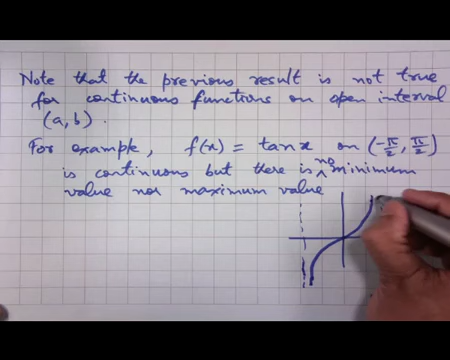 Note that the previous result is not true
for continuous functions on open interval
(a, b).
For example, f(x) = tan x on (-π/2, π/2)
is continuous but there is no minimum
value nor maximum value